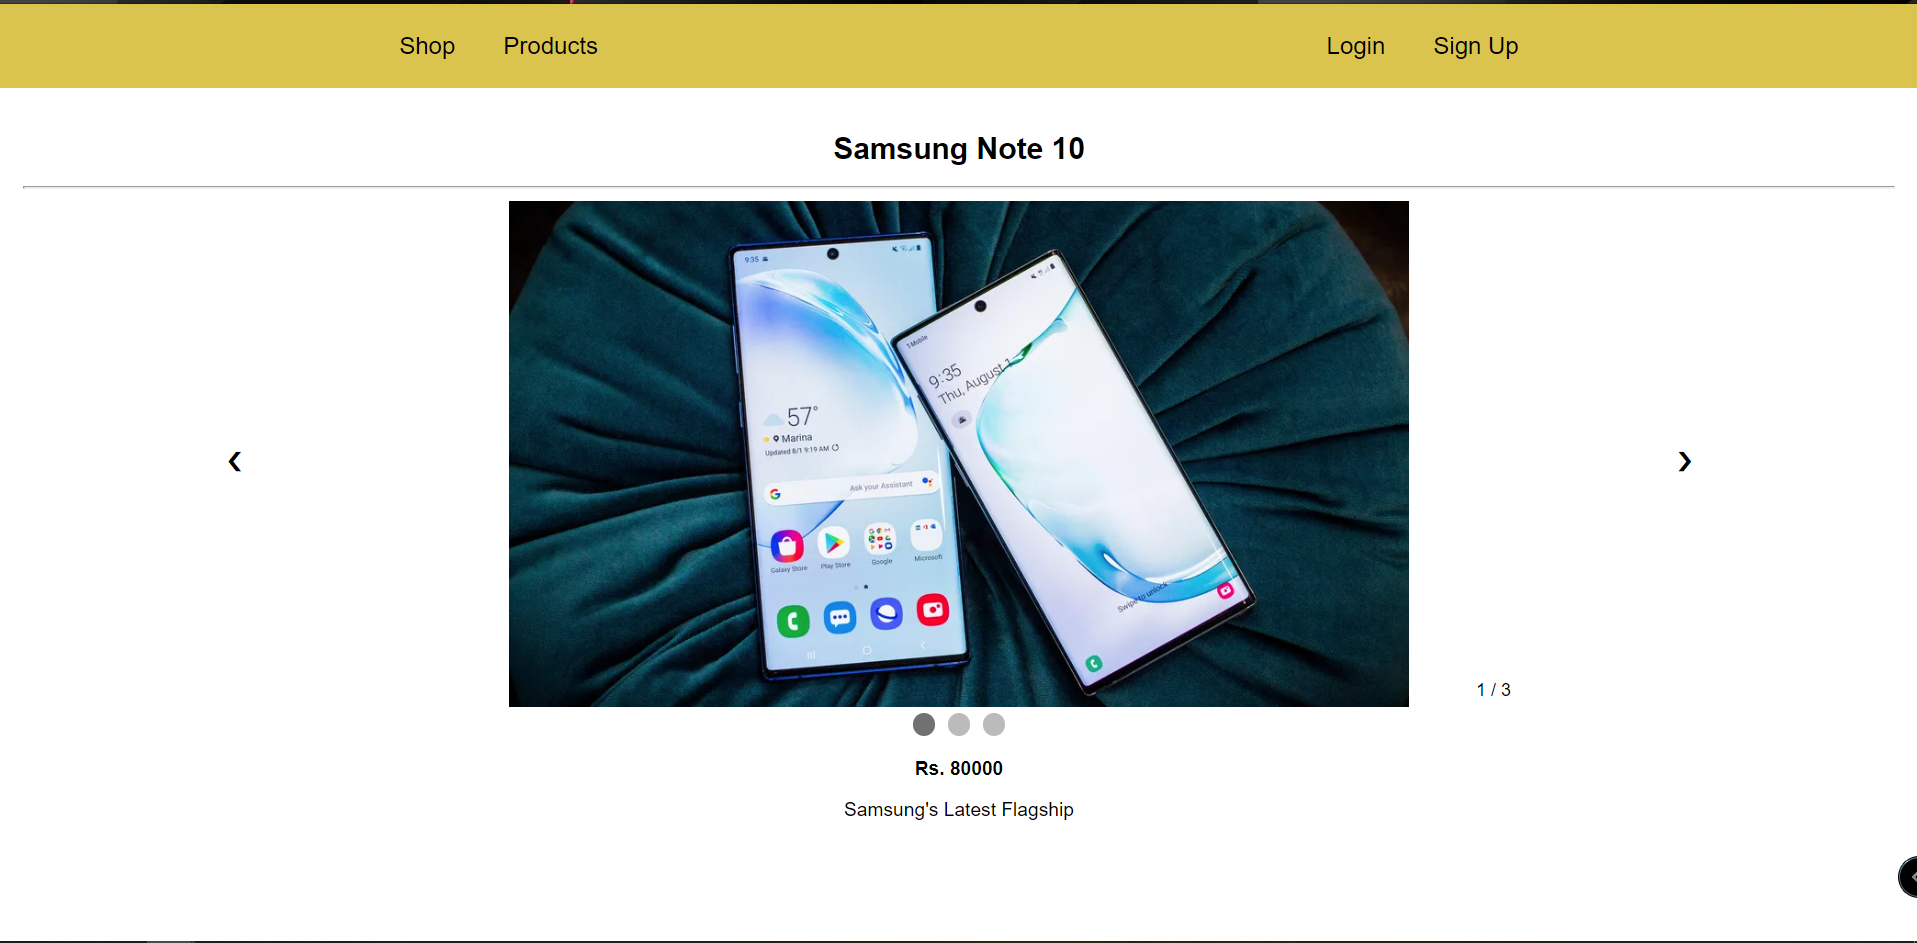 Shop Products Login Sign Up
Samsung Note 10
9:35
57°
Marina
Updated 8/1 9:19 AM
Ask your Assistant
Galaxy Store Play Store Google Microsoft
T-Mobile
9:35
Thu, August 1
Swipe to unlock
❮ ❯
1 / 3
Rs. 80000
Samsung's Latest Flagship